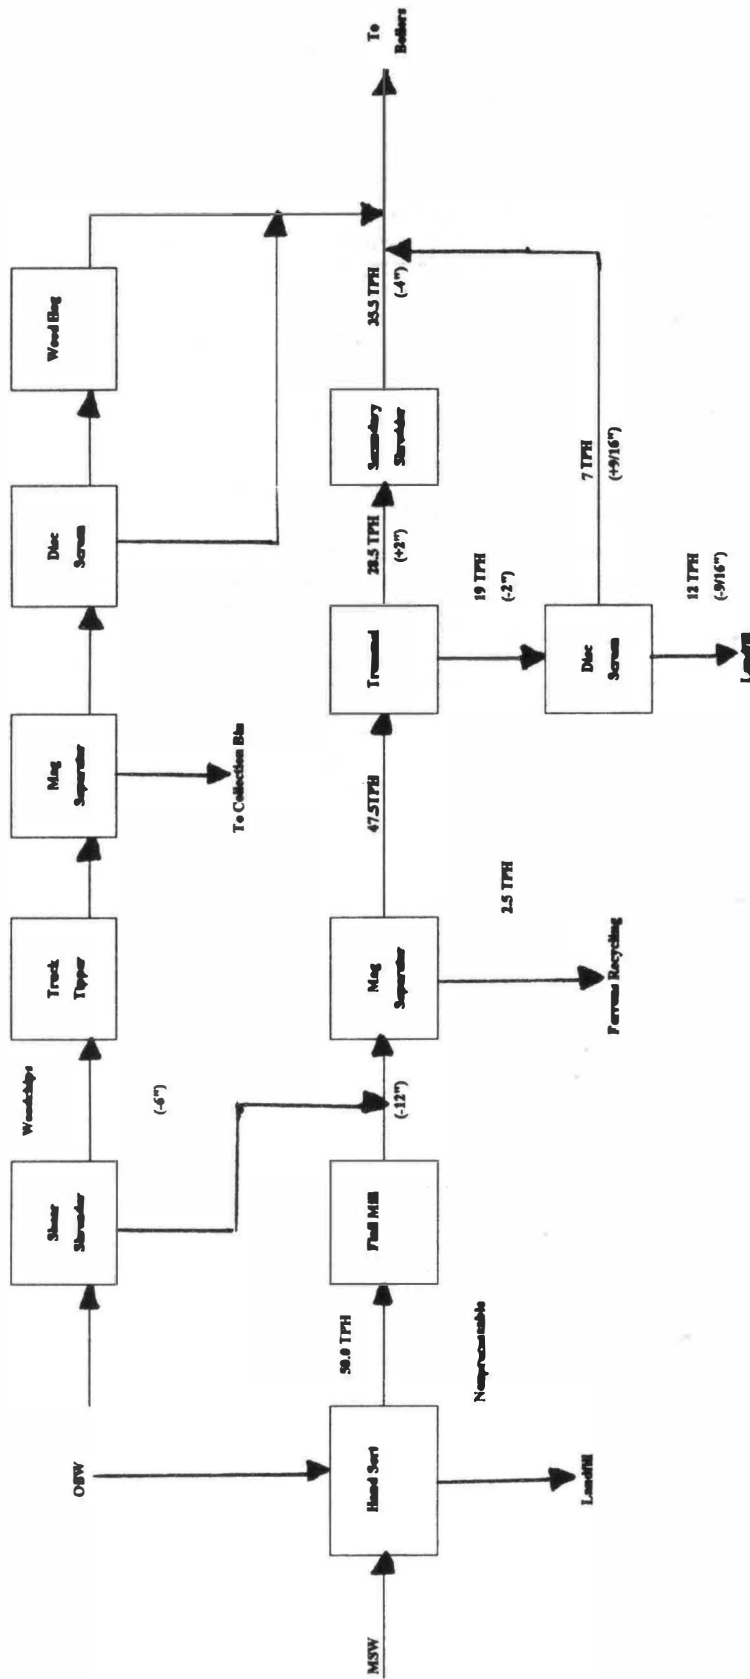 OSW
Shear
Shredder
Woodchips
(-6")
Truck
Tipper
Mag
Separator
To Collection Bin
Disc
Screen
Wood Hog
MSW
Hand Sort
Landfill
Nonprocessable
50.0 TPH
Flail Mill
(-12")
Mag
Separator
2.5 TPH
Ferrous Recycling
47.5TPH
Trommel
28.5 TPH
(+2")
19 TPH
(-2")
Secondary
Shredder
35.5 TPH
(-4")
Disc
Screen
7 TPH
(+9/16")
12 TPH
(-9/16")
Landfill
To
Boilers